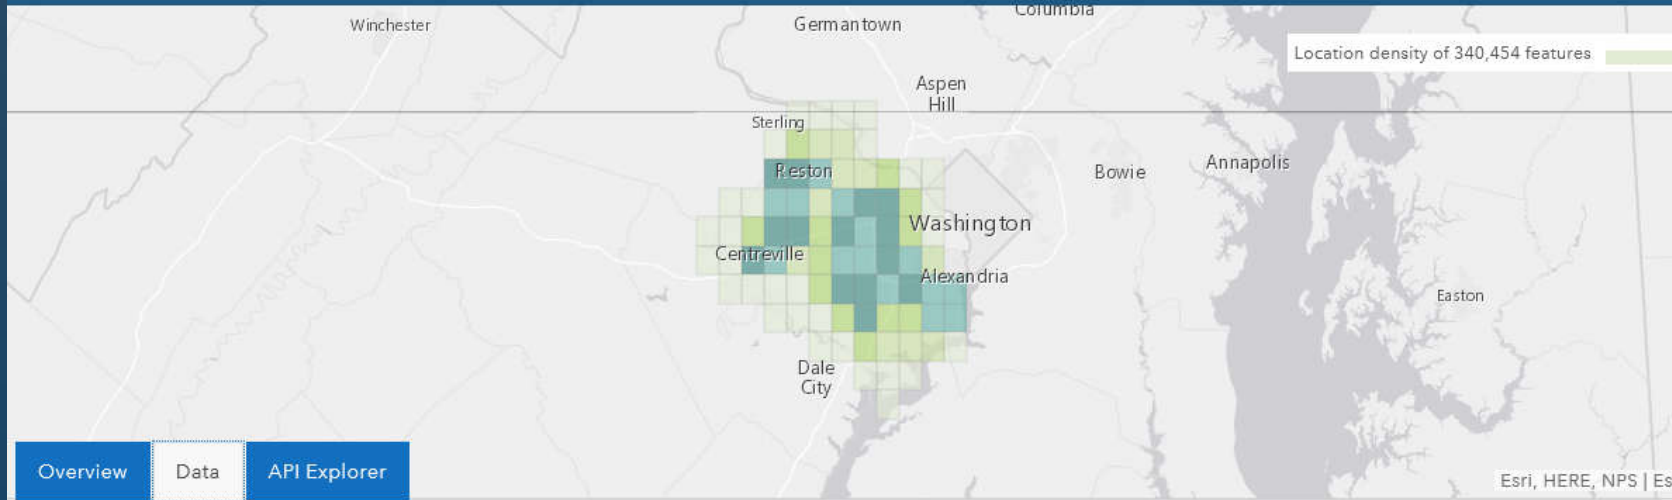 Columbia
Winchester
Germantown
Location density of 340,454 features
Aspen
Hill
Sterling
Reston
Bowie
Annapolis
Washington
Centreville
Alexandria
Easton
Dale
City
Overview
Data
API Explorer
Esri, HERE, NPS | Es